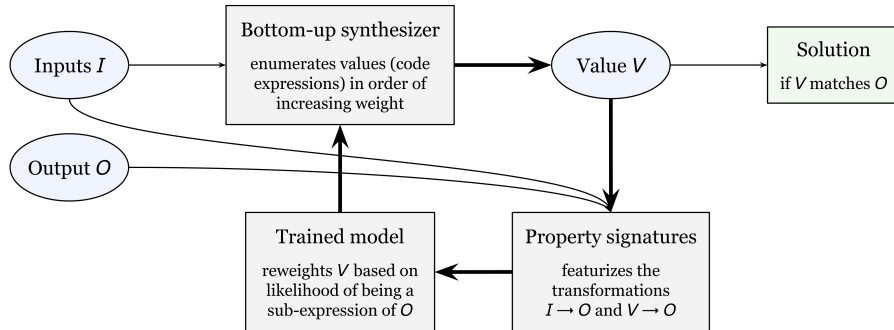 Inputs I
Bottom-up synthesizer
enumerates values (code
expressions) in order of
increasing weight
Value V
Solution
if V matches O
Output O
Trained model
reweights V based on
likelihood of being a
sub-expression of O
Property signatures
featurizes the
transformations
I → O and V → O